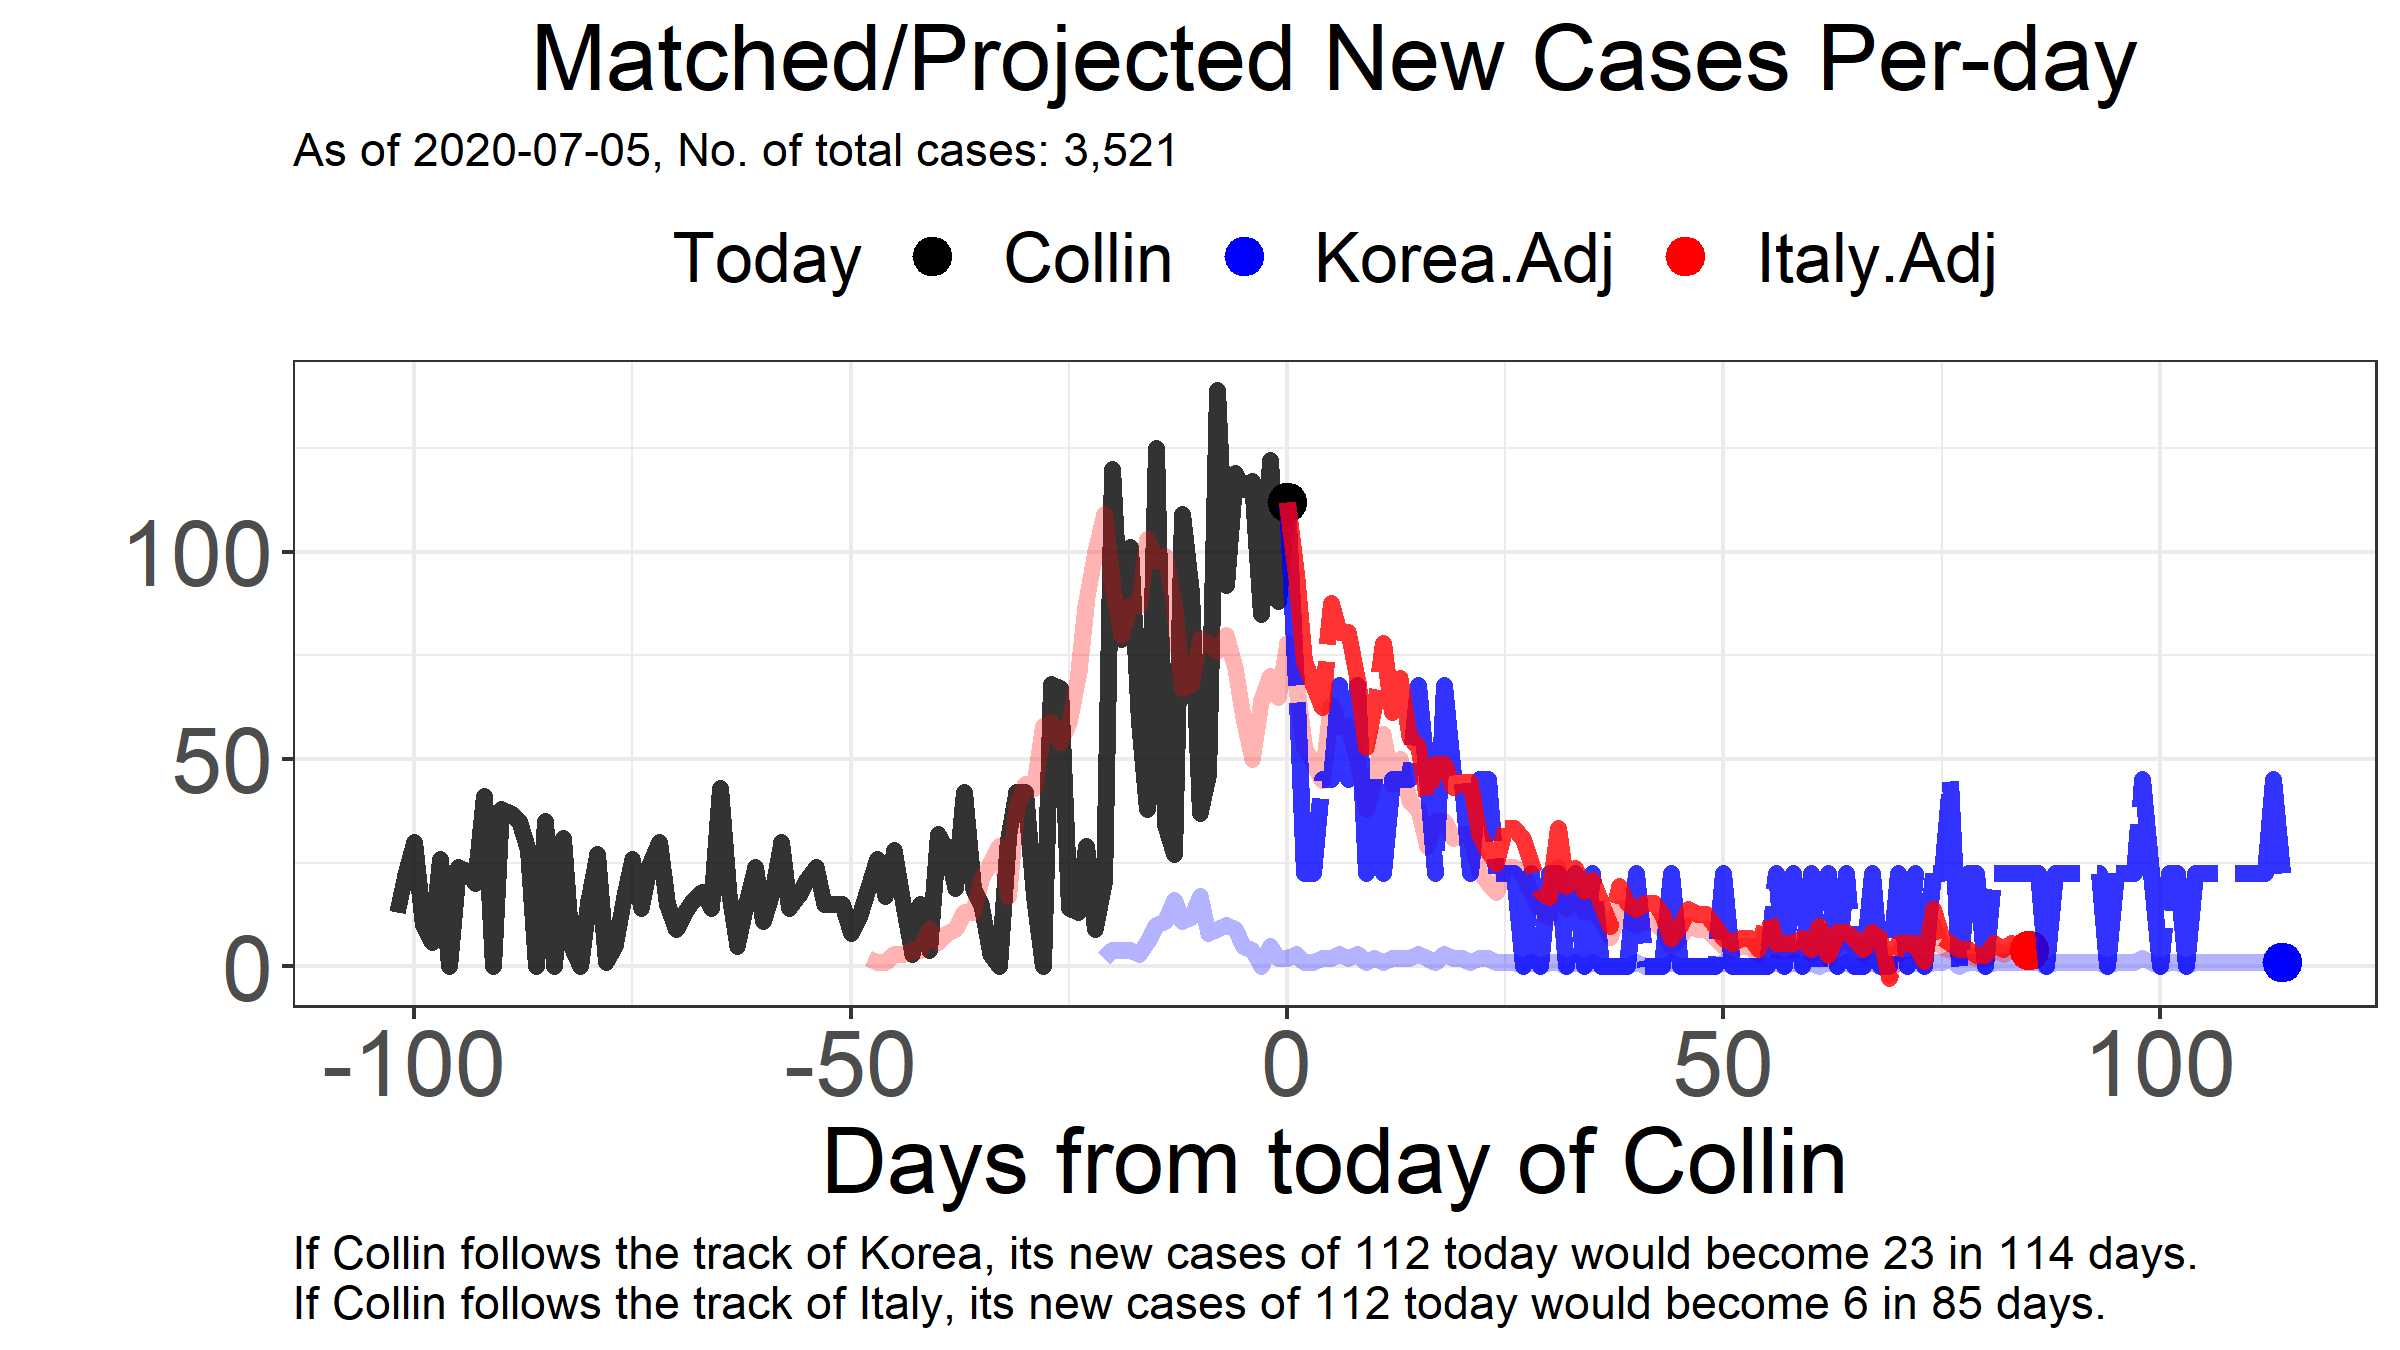 Matched/Projected New Cases Per-day
As of 2020-07-05, No. of total cases: 3,521
Today Collin Korea.Adj Italy.Adj
100
50
0
-100 -50 0 50 100
Days from today of Collin
If Collin follows the track of Korea, its new cases of 112 today would become 23 in 114 days.
If Collin follows the track of Italy, its new cases of 112 today would become 6 in 85 days.